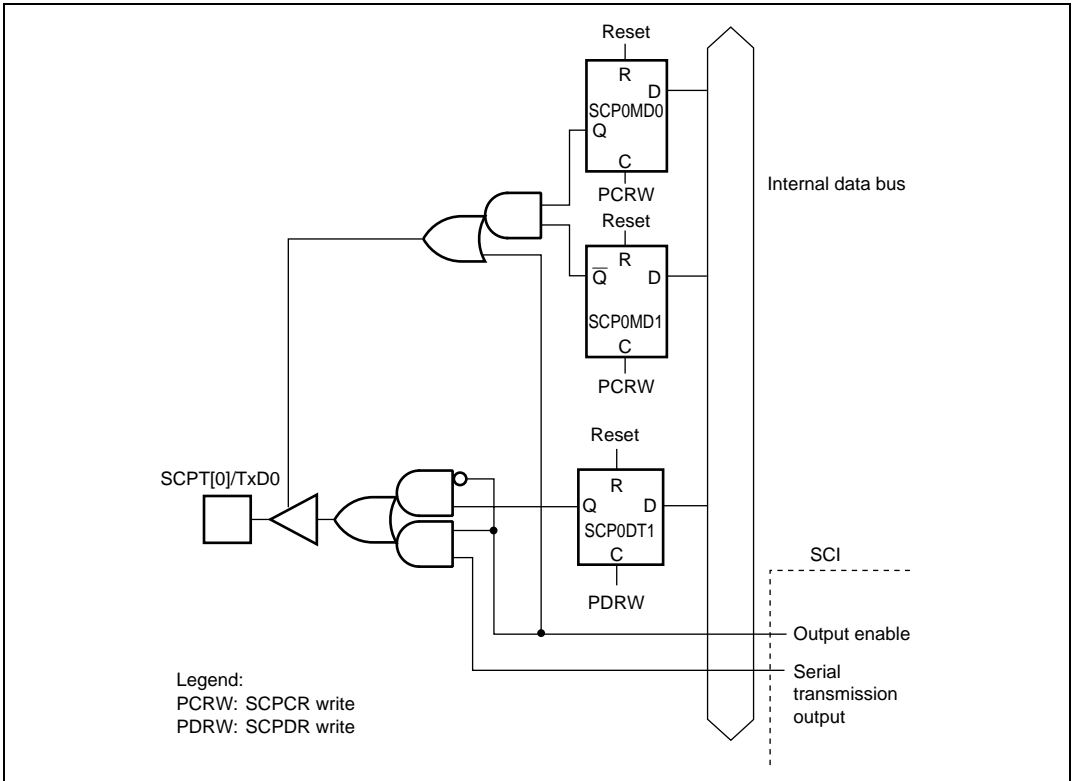 Reset
R
D
SCP0MD0
Q
C
PCRW
Internal data bus
Reset
R
Q̅
D
SCP0MD1
C
PCRW
Reset
SCPT[0]/TxD0
R
Q
D
SCP0DT1
C
SCI
PDRW
Output enable
Serial
transmission
output
Legend:
PCRW: SCPCR write
PDRW: SCPDR write